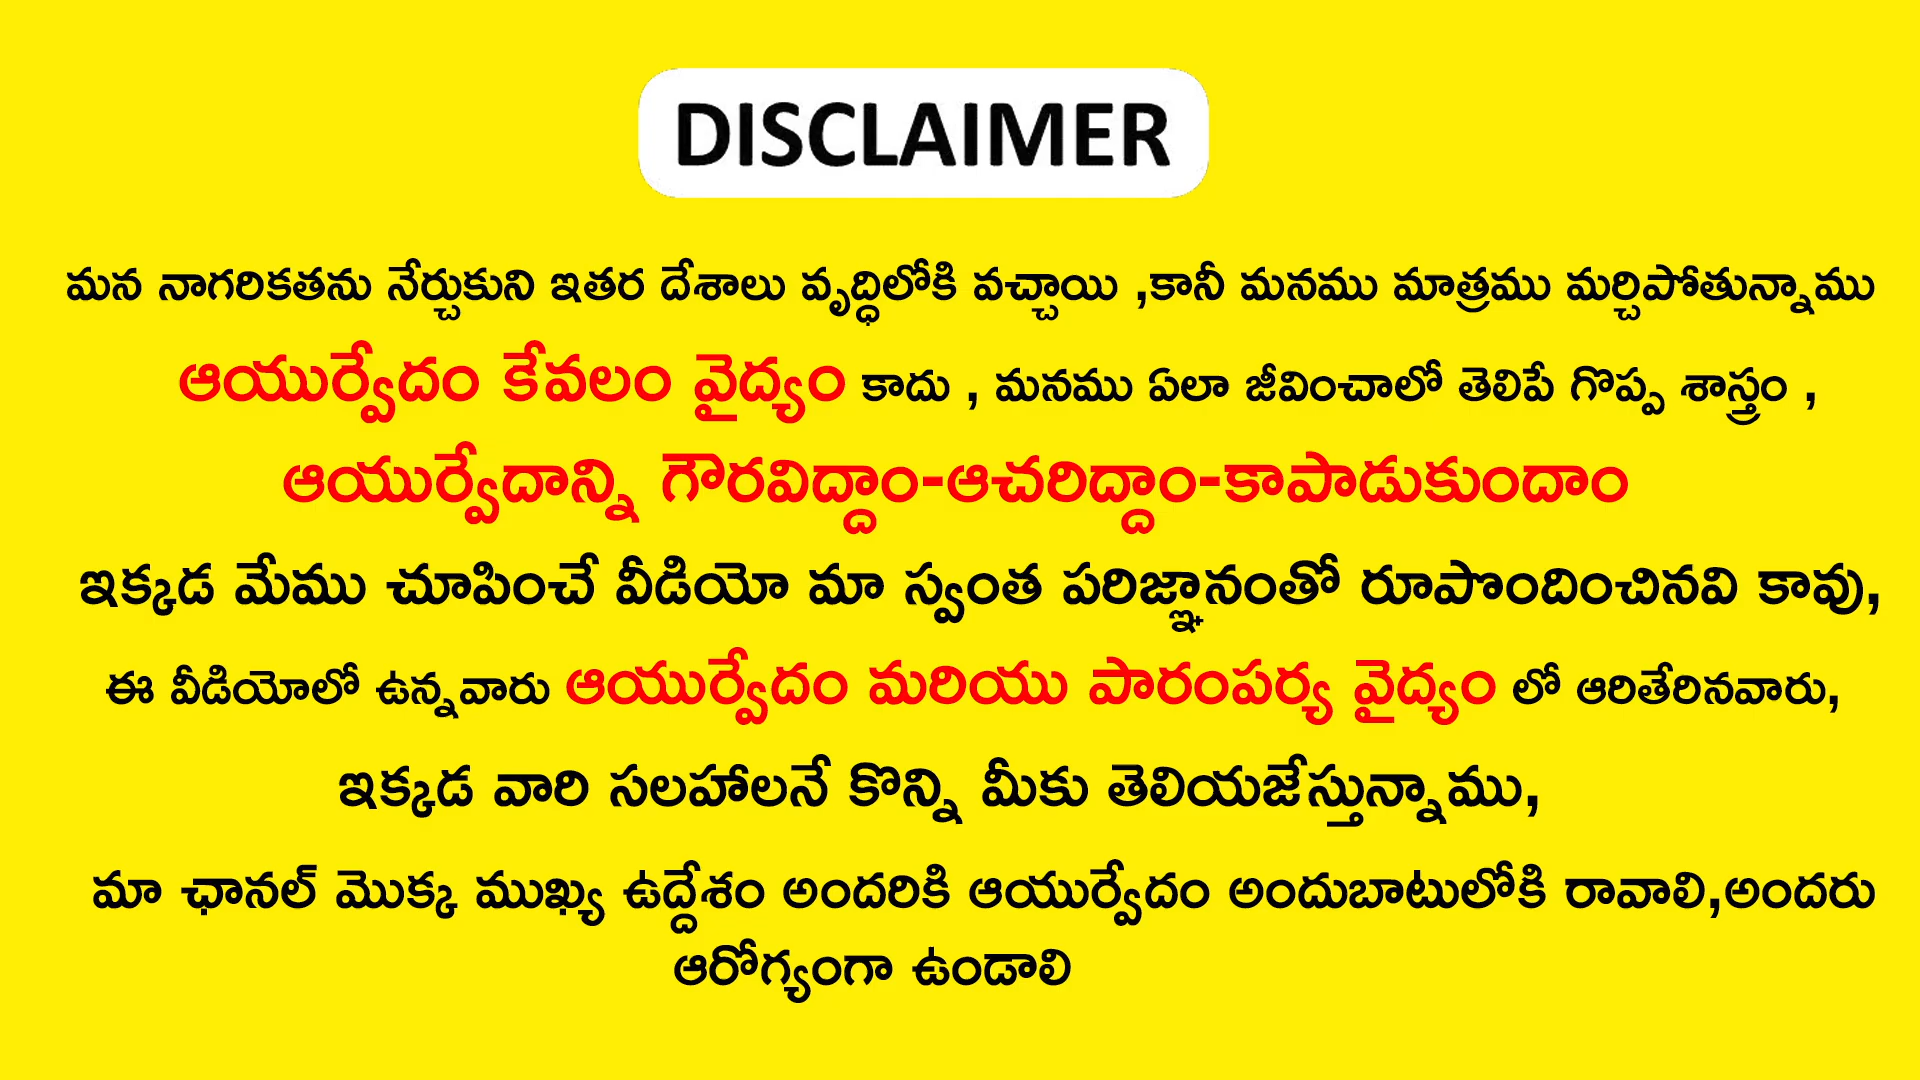 DISCLAIMER
మన నాగరికతను నేర్చుకుని ఇతర దేశాలు వృద్ధిలోకి వచ్చాయి ,కానీ మనము మాత్రము మర్చిపోతున్నాము
ఆయుర్వేదం కేవలం వైద్యం కాదు , మనము ఏలా జీవించాలో తెలిపే గొప్ప శాస్త్రం ,
ఆయుర్వేదాన్ని గౌరవిద్దాం-ఆచరిద్దాం-కాపాడుకుందాం
ఇక్కడ మేము చూపించే వీడియో మా స్వంత పరిజ్ఞానంతో రూపొందించినవి కావు,
ఈ వీడియోలో ఉన్నవారు ఆయుర్వేదం మరియు పారంపర్య వైద్యం లో ఆరితేరినవారు,
ఇక్కడ వారి సలహాలనే కొన్ని మీకు తెలియజేస్తున్నాము,
మా ఛానల్ మొక్క ముఖ్య ఉద్దేశం అందరికి ఆయుర్వేదం అందుబాటులోకి రావాలి,అందరు
ఆరోగ్యంగా ఉండాలి